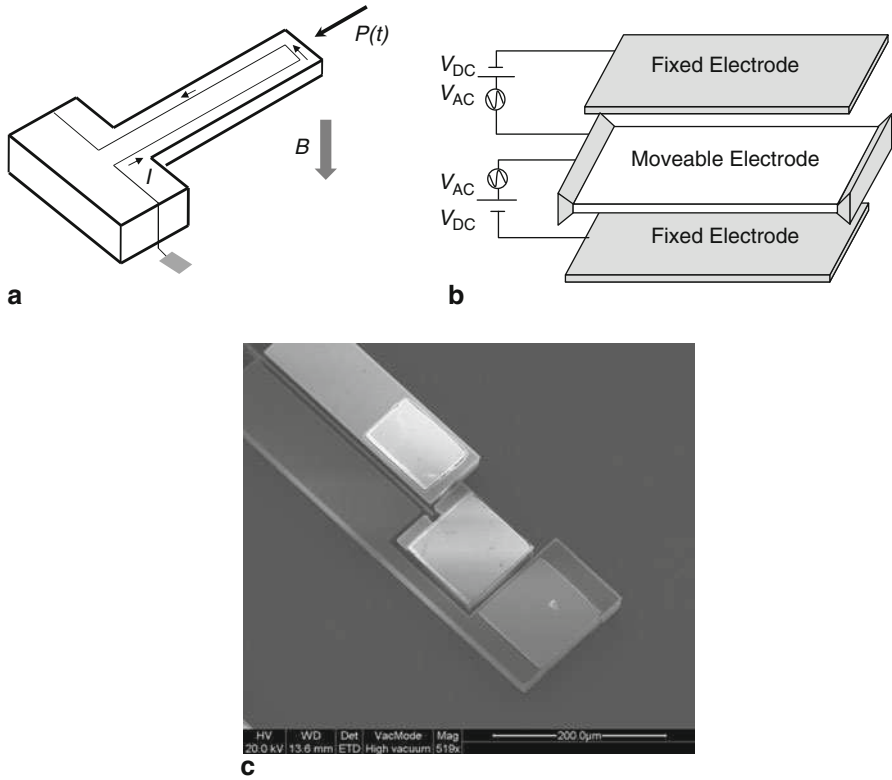 P(t)
B
I
a
V_DC
V_AC
Fixed Electrode
Moveable Electrode
V_AC
V_DC
Fixed Electrode
b
HV WD Det VacMode Mag
20.0 kV 13.6 mm ETD High vacuum 519x
200.0µm
c